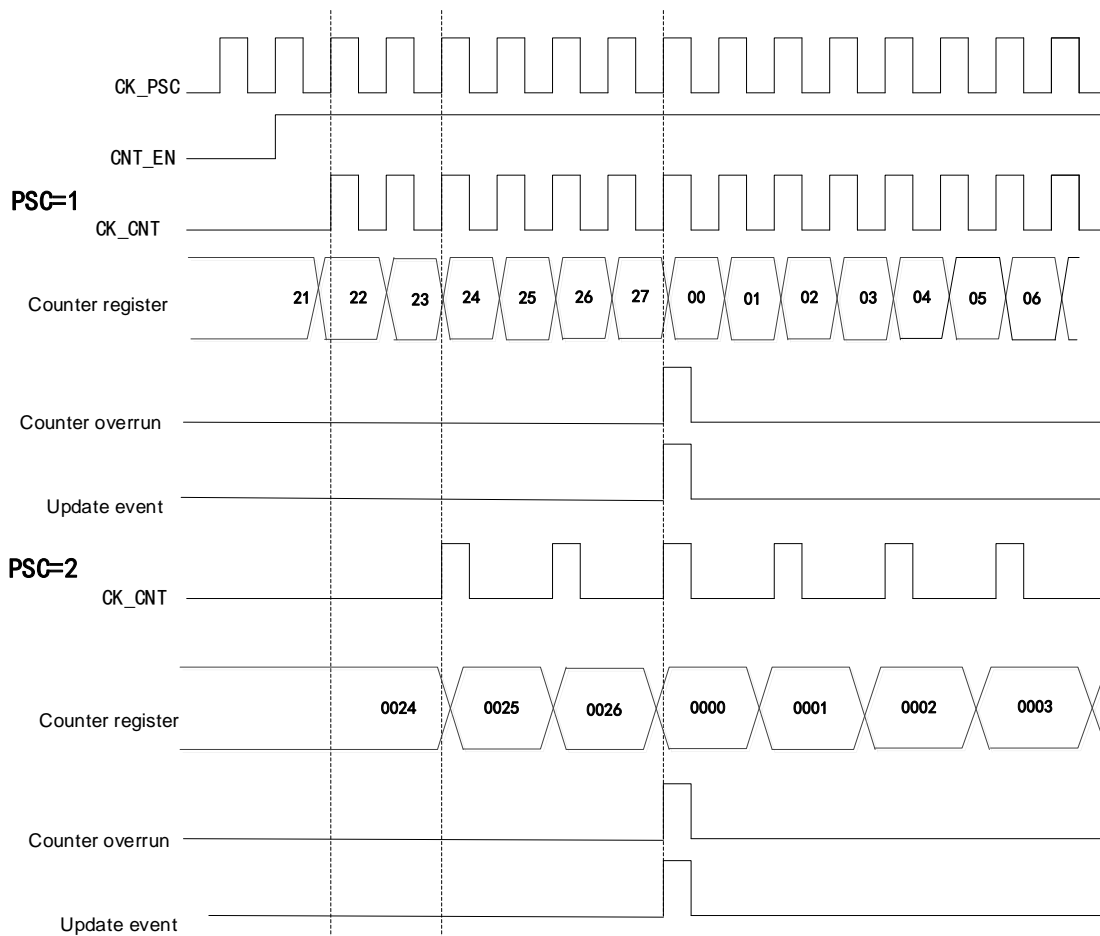 CK_PSC
CNT_EN
PSC=1
CK_CNT
Counter register 21 22 23 24 25 26 27 00 01 02 03 04 05 06
Counter overrun
Update event
PSC=2
CK_CNT
Counter register 0024 0025 0026 0000 0001 0002 0003
Counter overrun
Update event